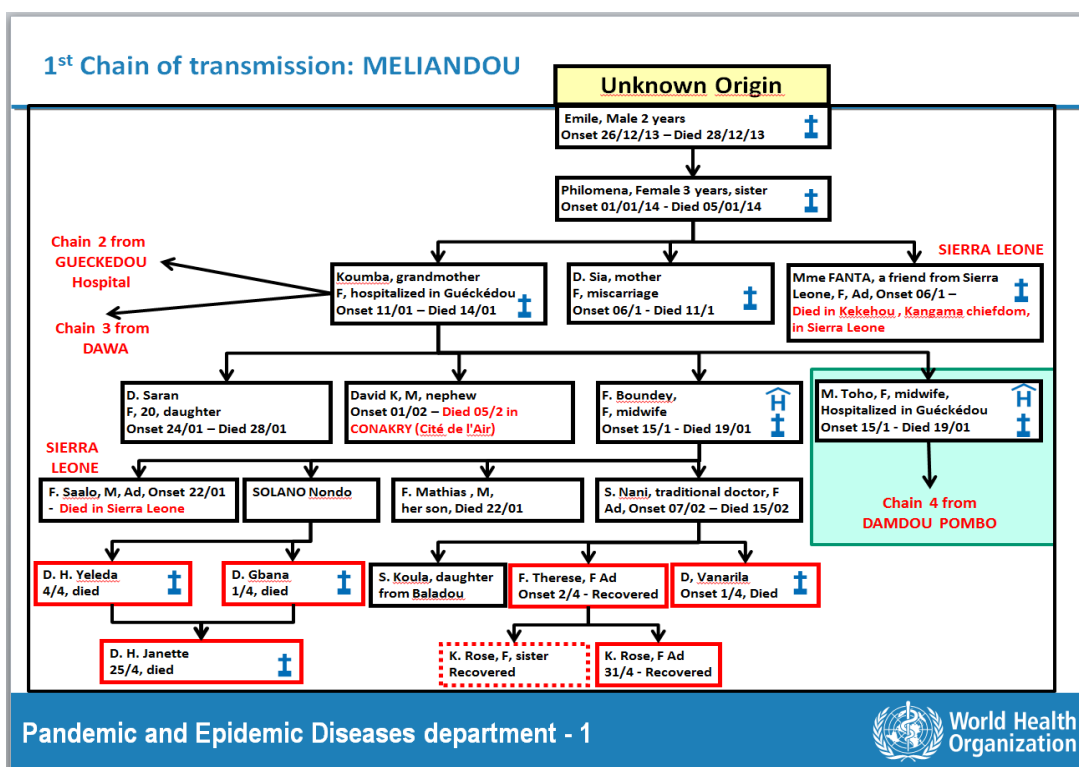 1st Chain of transmission: MELIANDOU
Unknown Origin
Emile, Male 2 years
Onset 26/12/13 – Died 28/12/13
Philomena, Female 3 years, sister
Onset 01/01/14 - Died 05/01/14
Chain 2 from
GUECKEDOU
Hospital
Chain 3 from
DAWA
Koumba, grandmother
F, hospitalized in Guéckédou
Onset 11/01 – Died 14/01
D. Sia, mother
F, miscarriage
Onset 06/1 - Died 11/1
SIERRA LEONE
Mme FANTA, a friend from Sierra
Leone, F, Ad, Onset 06/1 –
Died in Kekehou , Kangama chiefdom,
in Sierra Leone
D. Saran
F, 20, daughter
Onset 24/01 – Died 28/01
David K, M, nephew
Onset 01/02 – Died 05/2 in
CONAKRY (Cité de l'Air)
F. Boundey,
F, midwife
Onset 15/1 - Died 19/01
H
M. Toho, F, midwife,
Hospitalized in Guéckédou
Onset 15/1 - Died 19/01
H
SIERRA
LEONE
F. Saalo, M, Ad, Onset 22/01
- Died in Sierra Leone
SOLANO Nondo
F. Mathias , M,
her son, Died 22/01
S. Nani, traditional doctor, F
Ad, Onset 07/02 – Died 15/02
Chain 4 from
DAMDOU POMBO
D. H. Yeleda
4/4, died
D. Gbana
1/4, died
S. Koula, daughter
from Baladou
F. Therese, F Ad
Onset 2/4 - Recovered
D, Vanarila
Onset 1/4, Died
D. H. Janette
25/4, died
K. Rose, F, sister
Recovered
K. Rose, F Ad
31/4 - Recovered
Pandemic and Epidemic Diseases department - 1
World Health
Organization